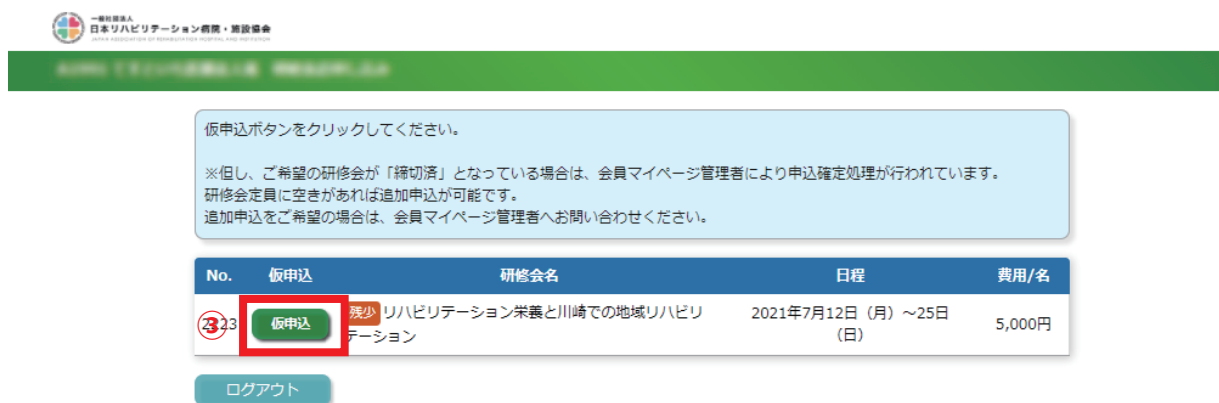 一般社団法人
日本リハビリテーション病院・施設協会
JAPAN ASSOCIATION OF REHABILITATION HOSPITAL AND INSTITUTION
仮申込ボタンをクリックしてください。
※但し、ご希望の研修会が「締切済」となっている場合は、会員マイページ管理者により申込確定処理が行われています。
研修会定員に空きがあれば追加申込が可能です。
追加申込をご希望の場合は、会員マイページ管理者へお問い合わせください。
No. 仮申込 研修会名 日程 費用/名
③ 仮申込 残少 リハビリテーション栄養と川崎での地域リハビリ 2021年7月12日（月）～25日 5,000円
テーション （日）
ログアウト